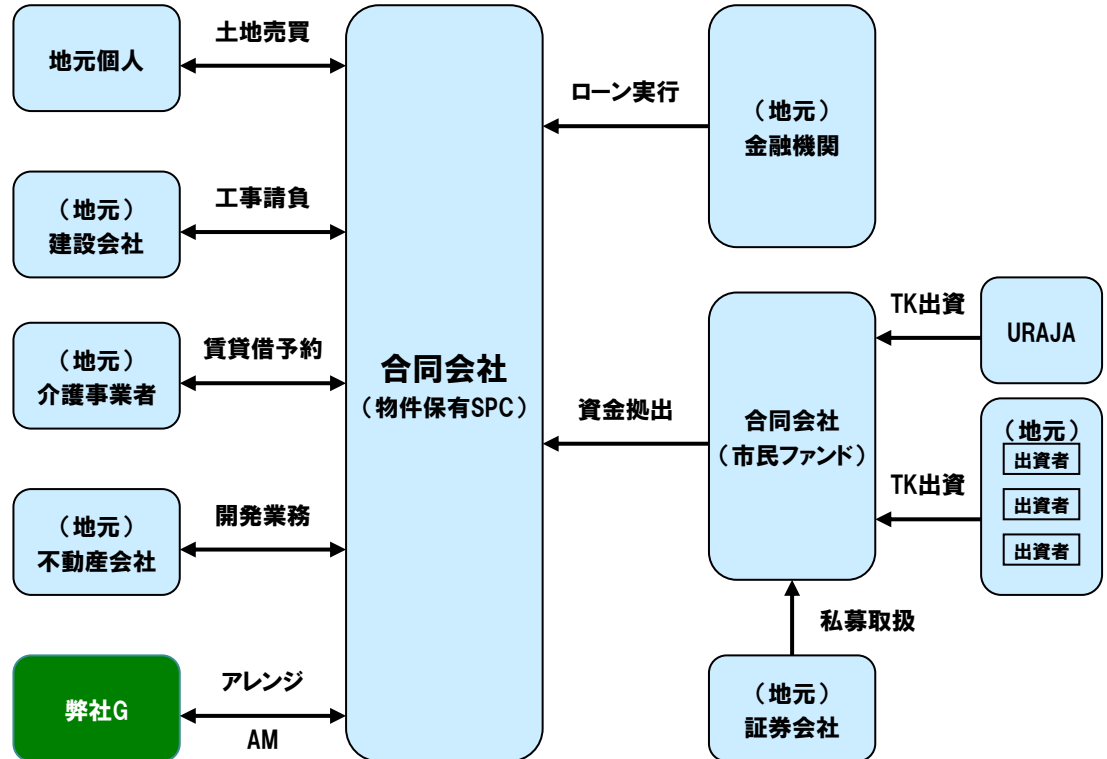 地元個人
土地売買
（地元）
建設会社
工事請負
（地元）
介護事業者
賃貸借予約
（地元）
不動産会社
開発業務
弊社G
アレンジ
AM
合同会社
（物件保有SPC）
ローン実行
（地元）
金融機関
資金拠出
合同会社
（市民ファンド）
TK出資
URAJA
TK出資
（地元）
出資者
出資者
出資者
私募取扱
（地元）
証券会社